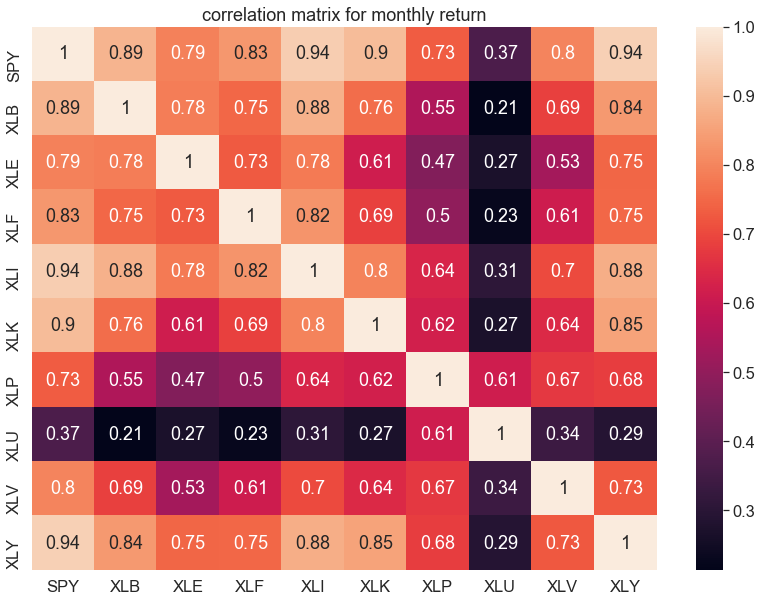 correlation matrix for monthly return
SPY 1 0.89 0.79 0.83 0.94 0.9 0.73 0.37 0.8 0.94
XLB 0.89 1 0.78 0.75 0.88 0.76 0.55 0.21 0.69 0.84
XLE 0.79 0.78 1 0.73 0.78 0.61 0.47 0.27 0.53 0.75
XLF 0.83 0.75 0.73 1 0.82 0.69 0.5 0.23 0.61 0.75
XLI 0.94 0.88 0.78 0.82 1 0.8 0.64 0.31 0.7 0.88
XLK 0.9 0.76 0.61 0.69 0.8 1 0.62 0.27 0.64 0.85
XLP 0.73 0.55 0.47 0.5 0.64 0.62 1 0.61 0.67 0.68
XLU 0.37 0.21 0.27 0.23 0.31 0.27 0.61 1 0.34 0.29
XLV 0.8 0.69 0.53 0.61 0.7 0.64 0.67 0.34 1 0.73
XLY 0.94 0.84 0.75 0.75 0.88 0.85 0.68 0.29 0.73 1
SPY XLB XLE XLF XLI XLK XLP XLU XLV XLY
1.0
0.9
0.8
0.7
0.6
0.5
0.4
0.3